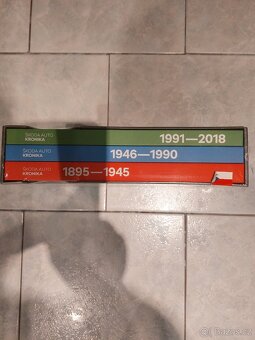 ŠKODA AUTO
KRONIKA
1991—2018
ŠKODA AUTO
KRONIKA
1946—1990
ŠKODA AUTO
KRONIKA
1895—1945